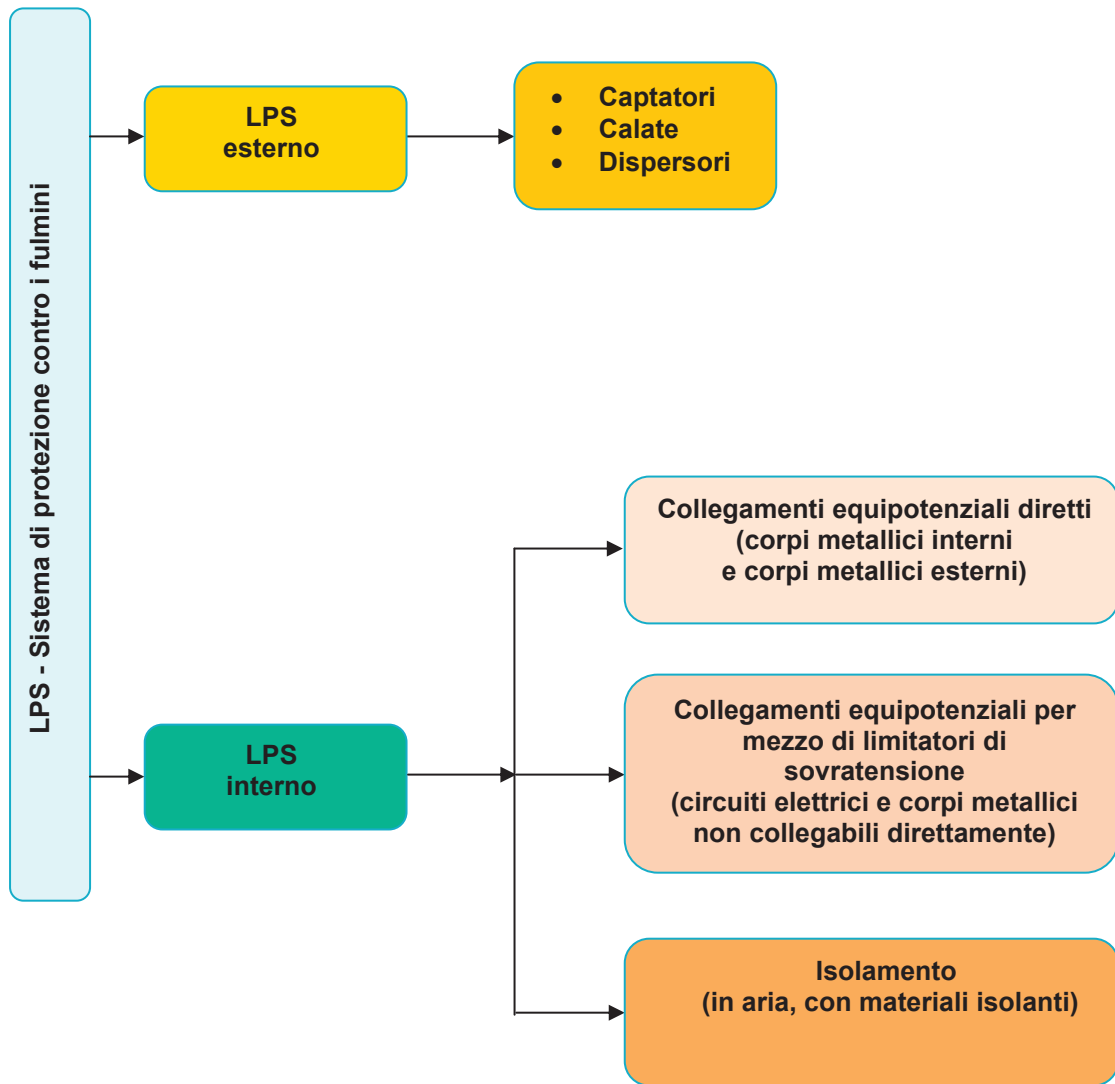 LPS - Sistema di protezione contro i fulmini
LPS
esterno
• Captatori
• Calate
• Dispersori
LPS
interno
Collegamenti equipotenziali diretti
(corpi metallici interni
e corpi metallici esterni)
Collegamenti equipotenziali per
mezzo di limitatori di
sovratensione
(circuiti elettrici e corpi metallici
non collegabili direttamente)
Isolamento
(in aria, con materiali isolanti)